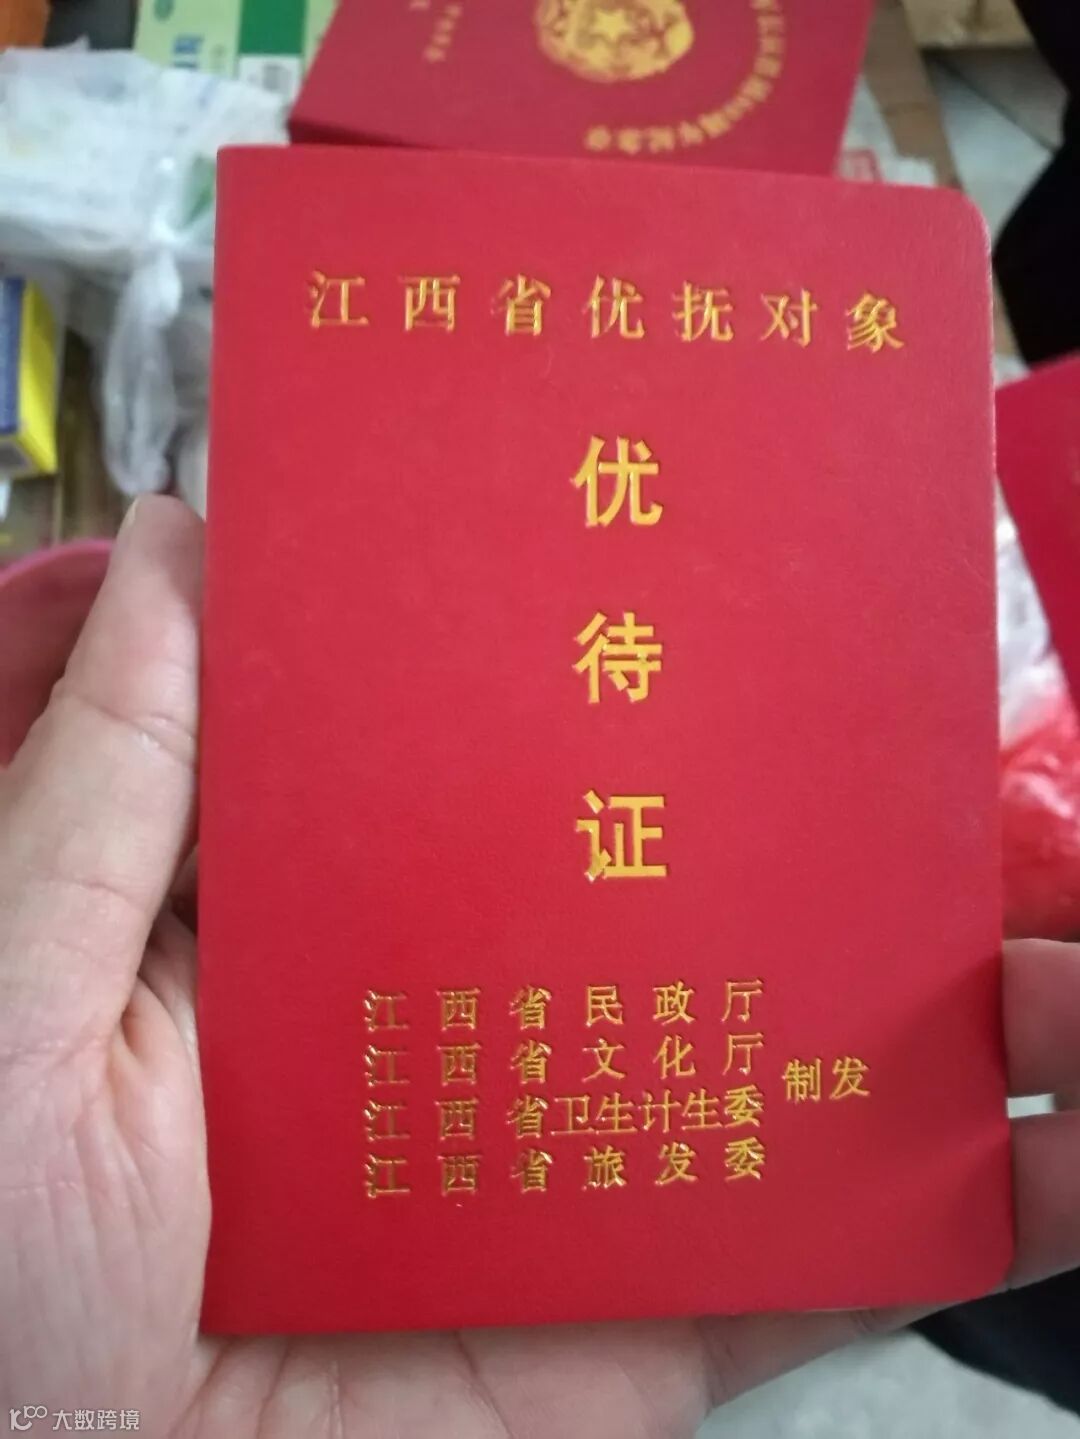 江西省优抚对象
优
待
证
江西省民政厅
江西省文化厅
江西省卫生计生委
江西省旅发委
制发
大数跨境